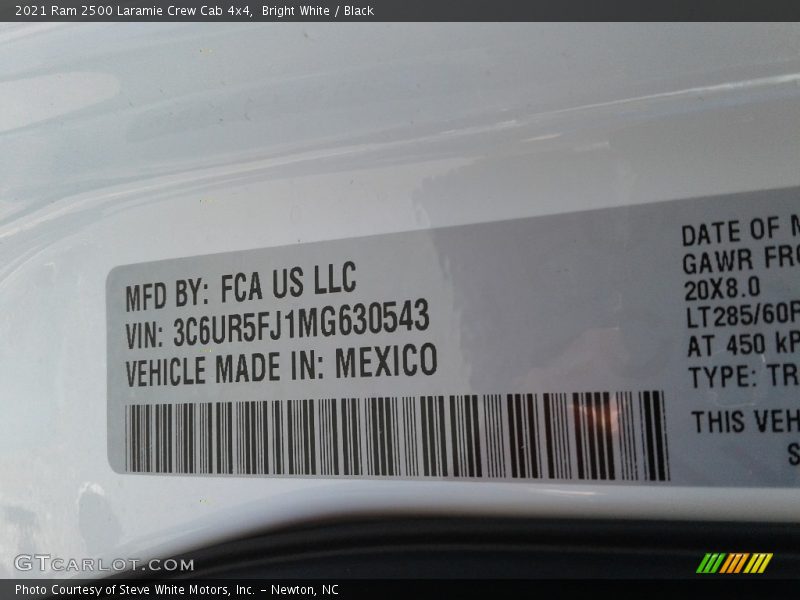 2021 Ram 2500 Laramie Crew Cab 4x4,  Bright White / Black
MFD BY: FCA US LLC
VIN: 3C6UR5FJ1MG630543
VEHICLE MADE IN: MEXICO
DATE OF
GAWR
20X8.0
LT285/60
AT 450
TYPE:
THIS
GTCARLOT.COM
Photo Courtesy of Steve White Motors, Inc. – Newton, NC